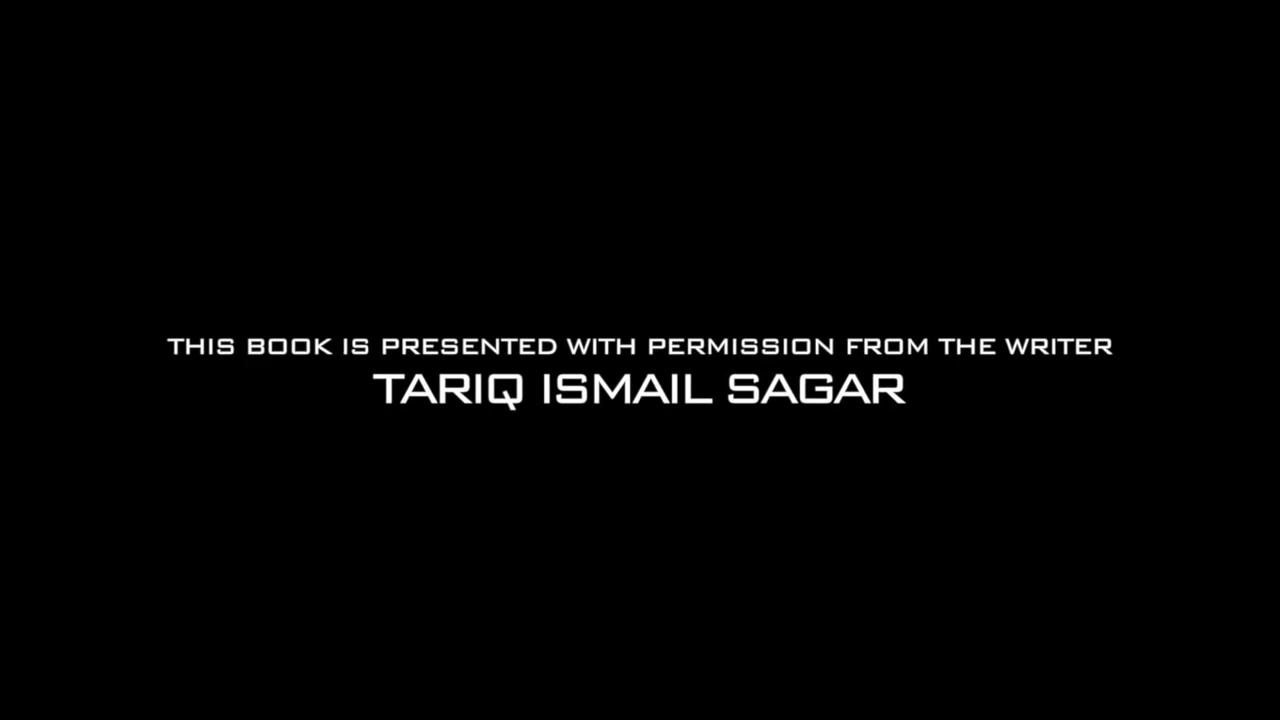 THIS BOOK IS PRESENTED WITH PERMISSION FROM THE WRITER
TARIQ ISMAIL SAGAR